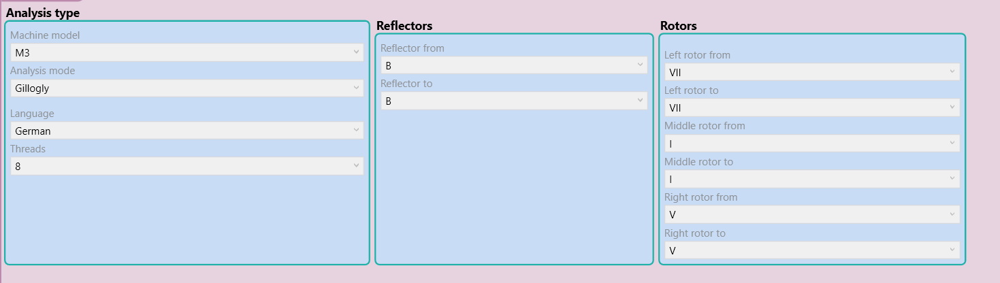 Analysis type
Machine model
M3
Analysis mode
Gillogly
Language
German
Threads
8
Reflectors
Reflector from
B
Reflector to
B
Rotors
Left rotor from
VII
Left rotor to
VII
Middle rotor from
I
Middle rotor to
I
Right rotor from
V
Right rotor to
V